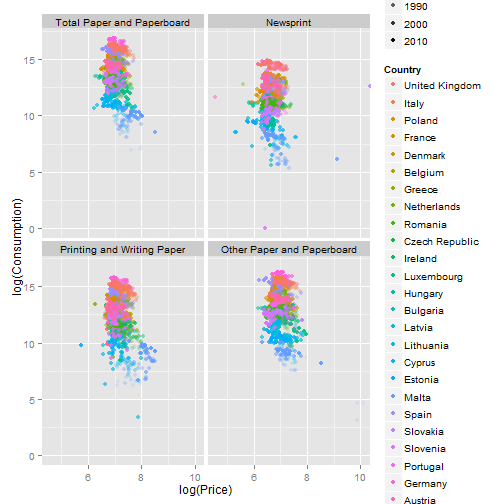 1990
2000
2010
Total Paper and Paperboard
Newsprint
15
10
5
0
Printing and Writing Paper
Other Paper and Paperboard
15
10
5
0
6
8
10
6
8
10
log(Price)
log(Consumption)
Country
United Kingdom
Italy
Poland
France
Denmark
Belgium
Greece
Netherlands
Romania
Czech Republic
Ireland
Luxembourg
Hungary
Bulgaria
Latvia
Lithuania
Cyprus
Estonia
Malta
Spain
Slovakia
Slovenia
Portugal
Germany
Austria